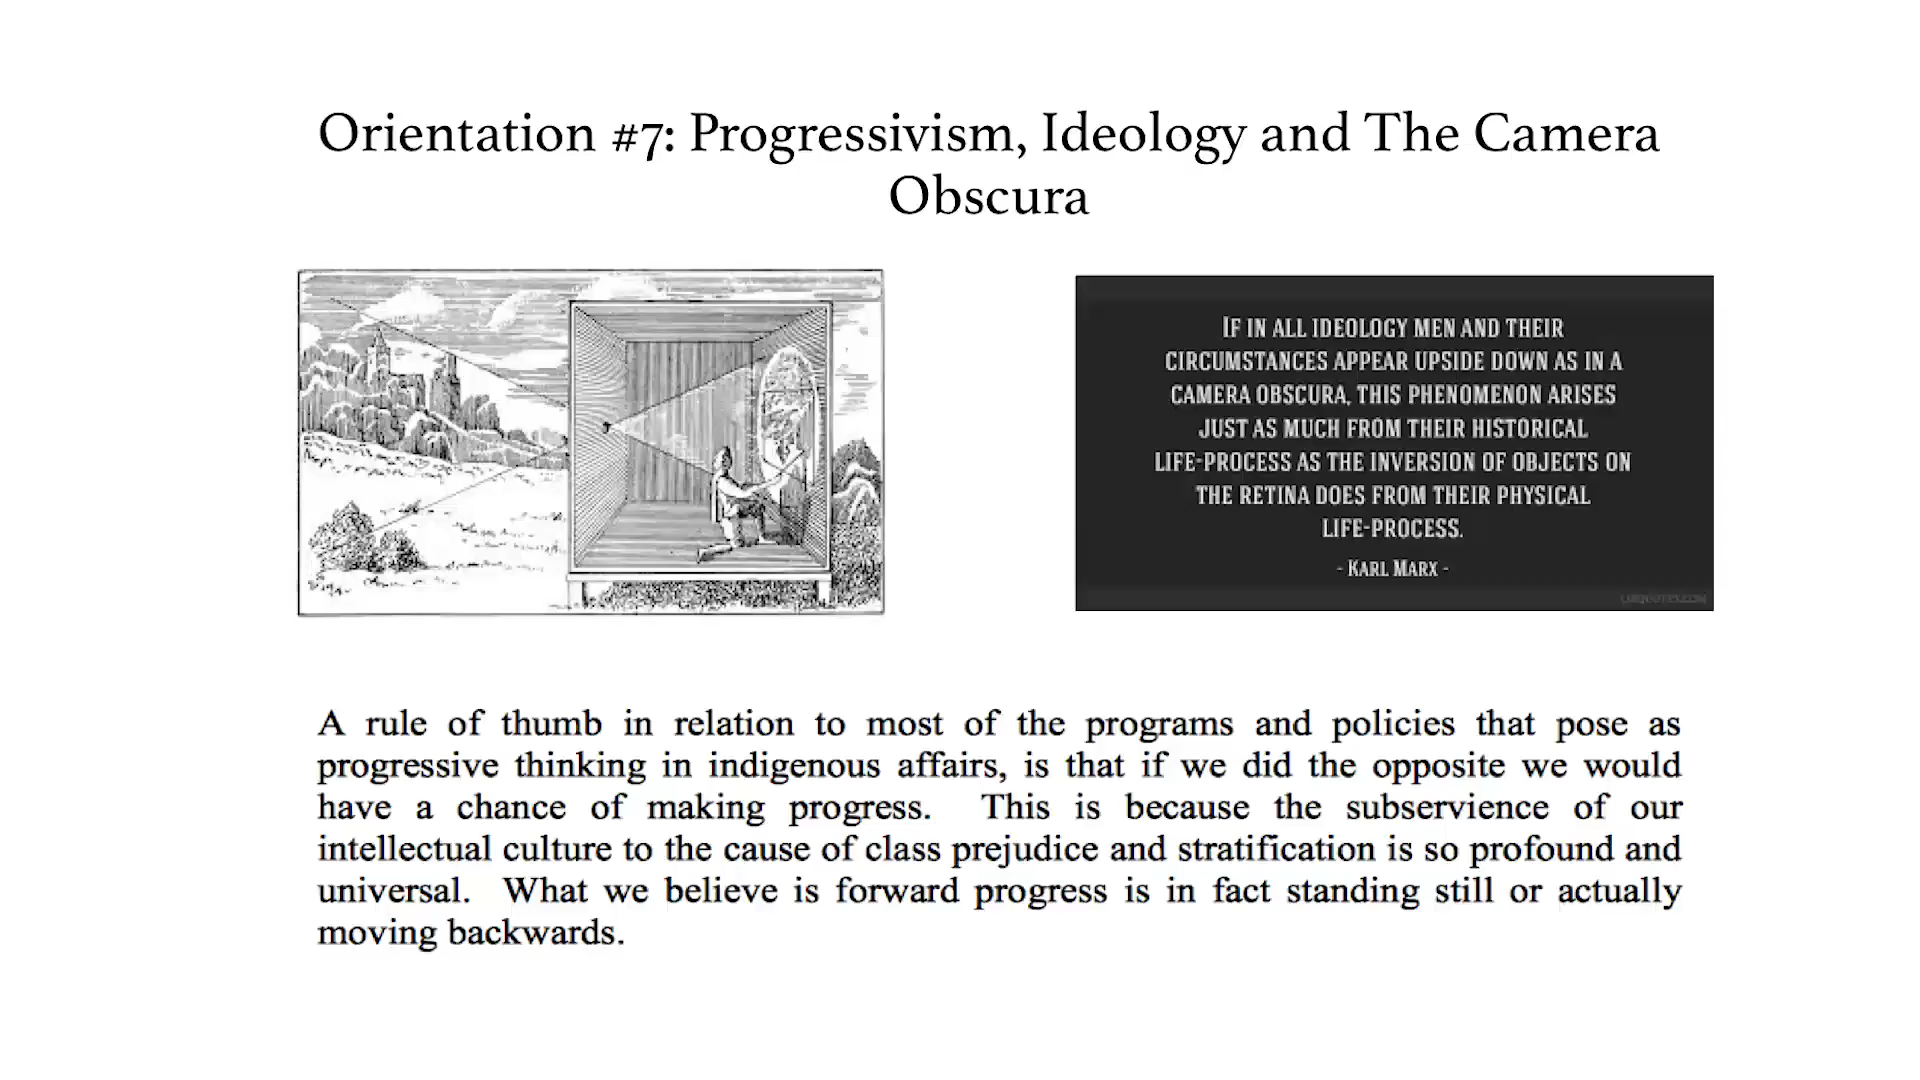 Orientation #7: Progressivism, Ideology and The Camera
Obscura
IF IN ALL IDEOLOGY MEN AND THEIR
CIRCUMSTANCES APPEAR UPSIDE DOWN AS IN A
CAMERA OBSCURA, THIS PHENOMENON ARISES
JUST AS MUCH FROM THEIR HISTORICAL
LIFE-PROCESS AS THE INVERSION OF OBJECTS ON
THE RETINA DOES FROM THEIR PHYSICAL
LIFE-PROCESS.
- KARL MARX -
A rule of thumb in relation to most of the programs and policies that pose as
progressive thinking in indigenous affairs, is that if we did the opposite we would
have a chance of making progress. This is because the subservience of our
intellectual culture to the cause of class prejudice and stratification is so profound and
universal. What we believe is forward progress is in fact standing still or actually
moving backwards.